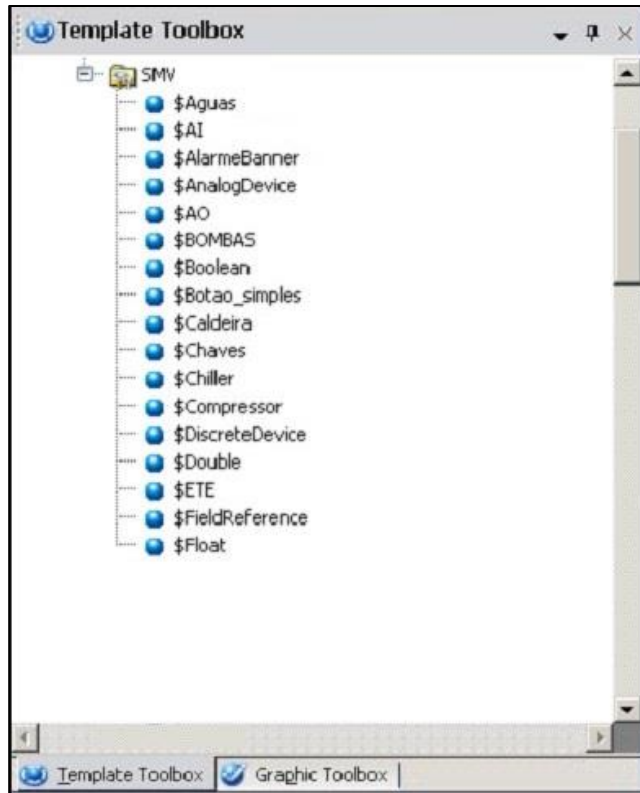 Template Toolbox
SIMV
$Aguas
$AI
$AlarmeBanner
$AnalogDevice
$AO
$BOMBAS
$Boolean
$Botao_simples
$Caldeira
$Chaves
$Chiller
$Compressor
$DiscreteDevice
$Double
$ETE
$FieldReference
$Float
Template Toolbox Graphic Toolbox